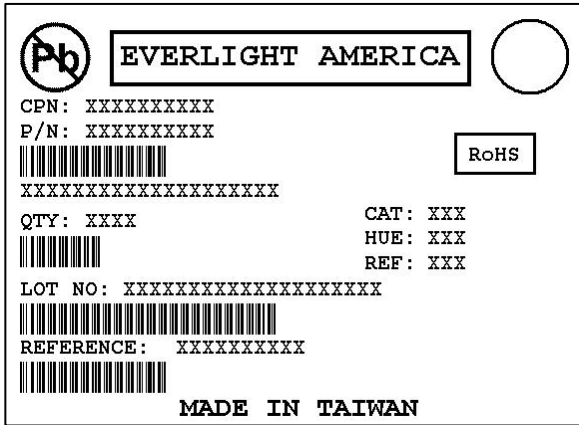 Pb EVERLIGHT AMERICA
CPN: XXXXXXXXXX
P/N: XXXXXXXXXX
RoHS
XXXXXXXXXXXXXXXXXXXX
QTY: XXXX
CAT: XXX
HUE: XXX
REF: XXX
LOT NO: XXXXXXXXXXXXXXXXXXXX
REFERENCE: XXXXXXXXXX
MADE IN TAIWAN